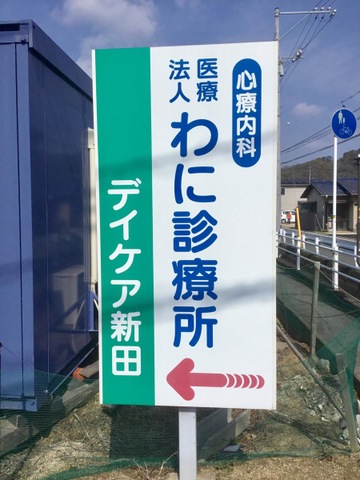 心療内科
医療
法人
わに診療所
デイケア新田